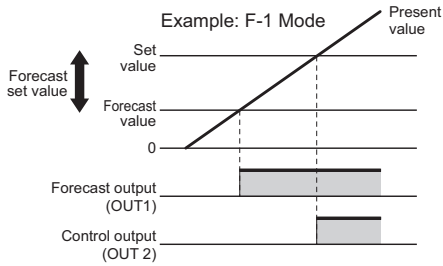 Example: F-1 Mode
Present
value
Set
value
Forecast
set value
Forecast
value
0
Forecast output
(OUT1)
Control output
(OUT 2)